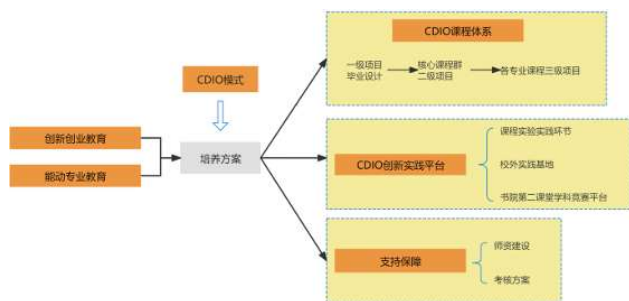 CDIO课程体系
一级项目
毕业设计
核心课程群
二级项目
各专业课程三级项目
CDIO模式
创新创业教育
能动专业教育
培养方案
CDIO创新实践平台
课程实验实践环节
校外实践基地
书院第二课堂学科竞赛平台
支持保障
师资建设
考核方案